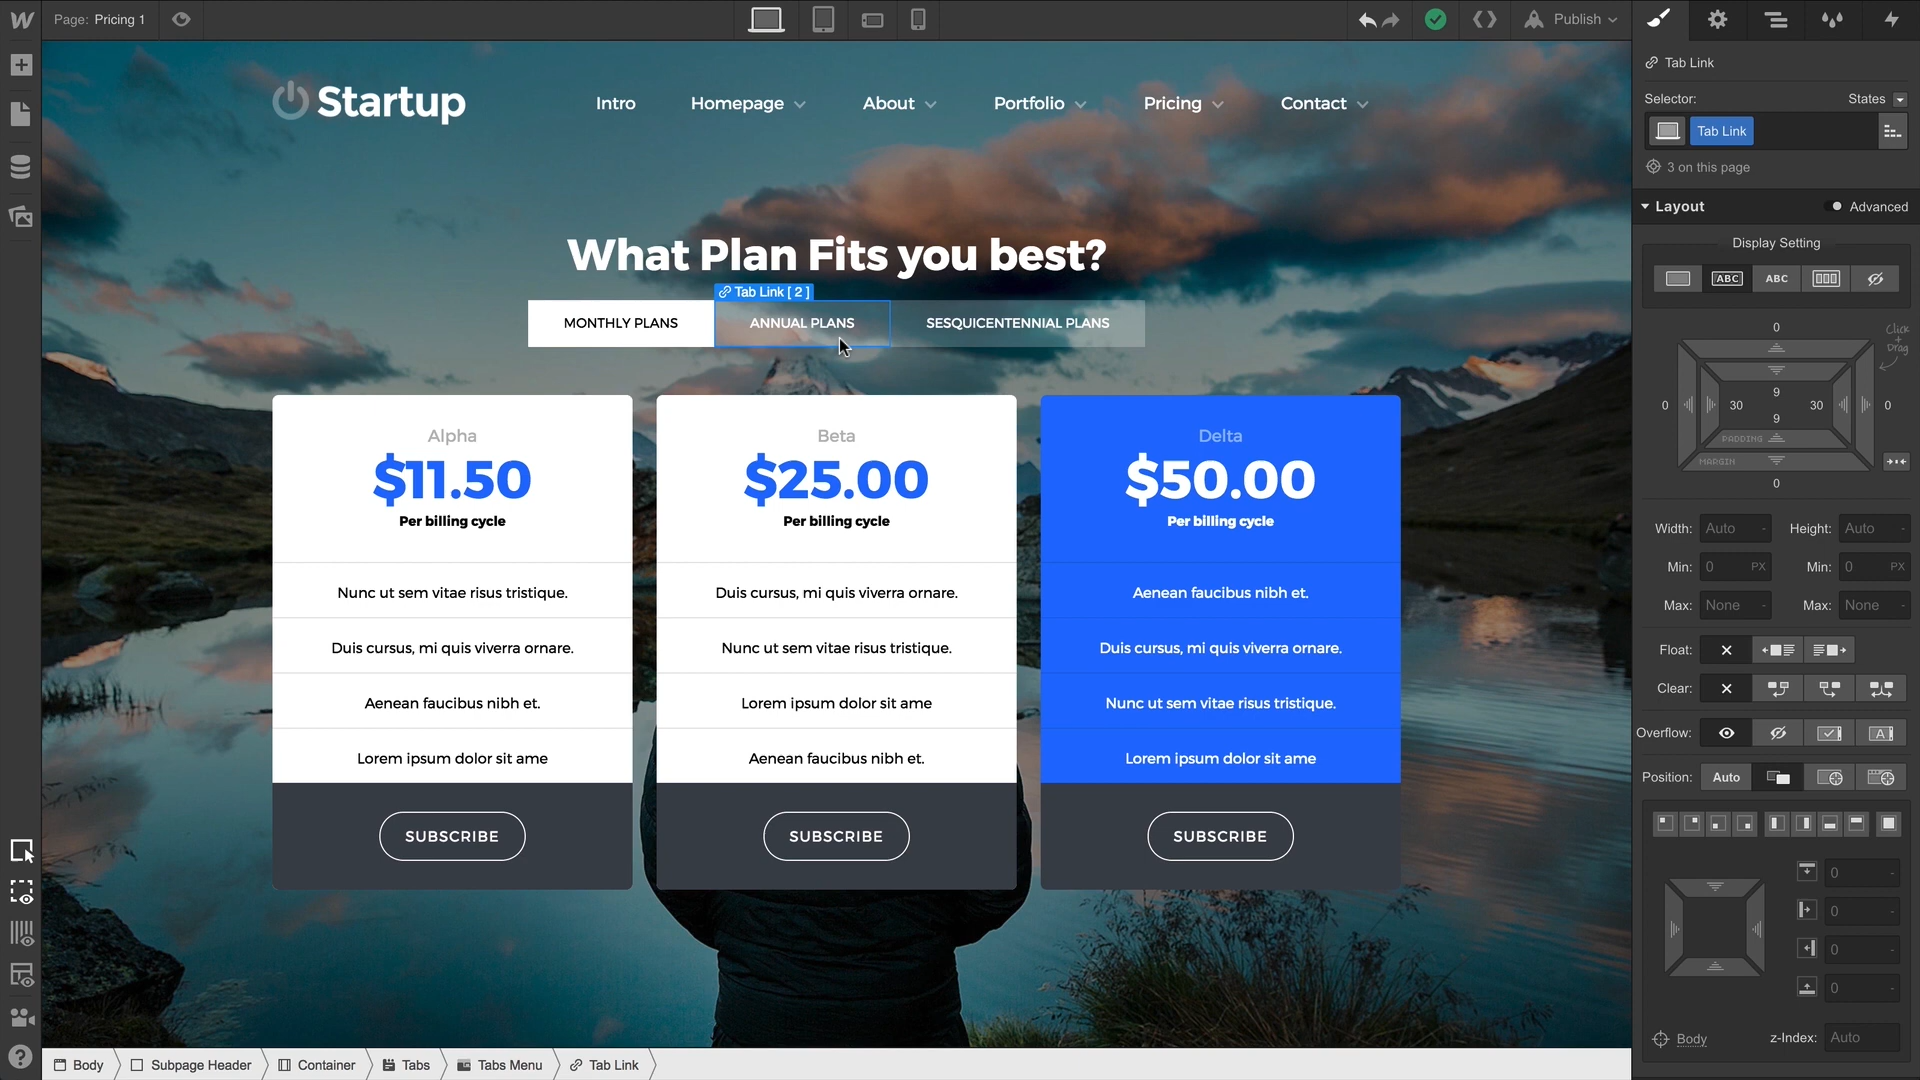 Page: Pricing 1
Publish
Startup
Intro
Homepage
About
Portfolio
Pricing
Contact
What Plan Fits you best?
Tab Link [ 2 ]
MONTHLY PLANS
ANNUAL PLANS
SESQUICENTENNIAL PLANS
Alpha
$11.50
Per billing cycle
Nunc ut sem vitae risus tristique.
Duis cursus, mi quis viverra ornare.
Aenean faucibus nibh et.
Lorem ipsum dolor sit ame
SUBSCRIBE
Beta
$25.00
Per billing cycle
Duis cursus, mi quis viverra ornare.
Nunc ut sem vitae risus tristique.
Lorem ipsum dolor sit ame
Aenean faucibus nibh et.
SUBSCRIBE
Delta
$50.00
Per billing cycle
Aenean faucibus nibh et.
Duis cursus, mi quis viverra ornare.
Nunc ut sem vitae risus tristique.
Lorem ipsum dolor sit ame
SUBSCRIBE
Body
Subpage Header
Container
Tabs
Tabs Menu
Tab Link
Tab Link
Selector:
States
Tab Link
3 on this page
Layout
Advanced
Display Setting
ABC
ABC
0
Click
+
Drag
9
0 30 30 0
9
PADDING
MARGIN
0
Width: Auto - Height: Auto -
Min: 0 PX Min: 0 PX
Max: None - Max: None -
Float:
Clear:
Overflow:
A
Position: Auto
0 -
0 -
0 -
0 -
Body
z-Index: Auto